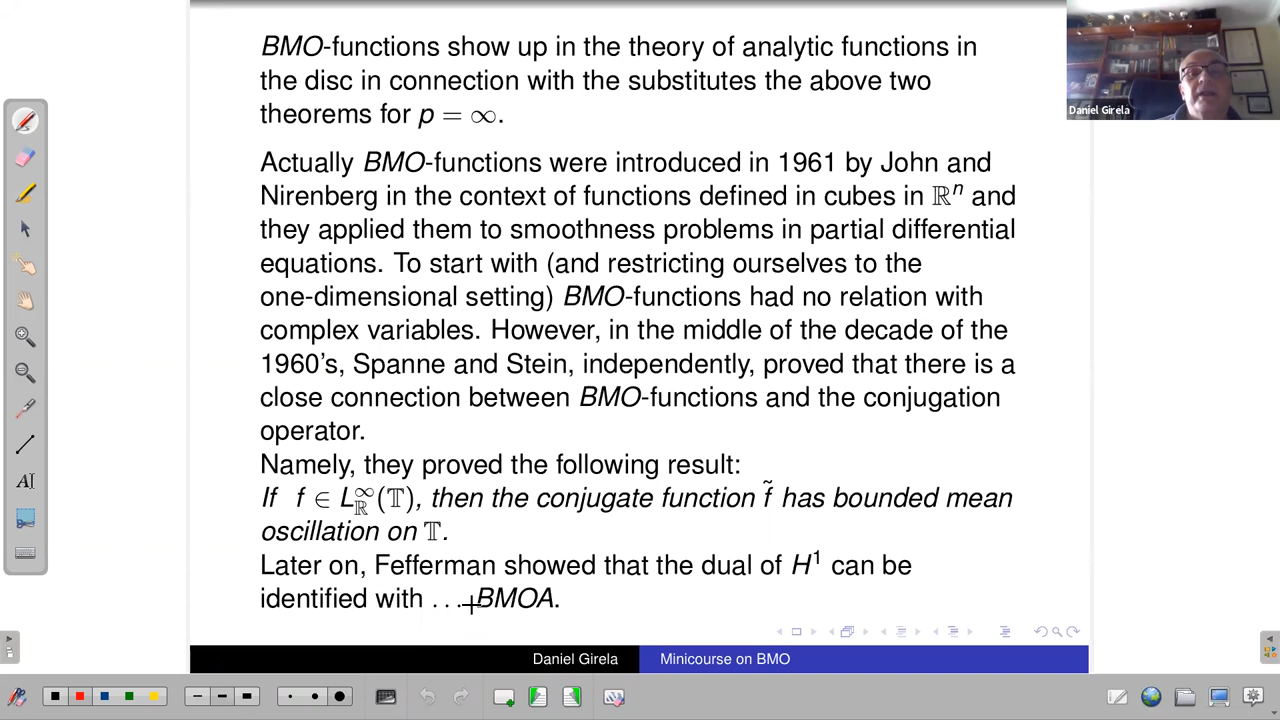 BMO-functions show up in the theory of analytic functions in
the disc in connection with the substitutes the above two
theorems for p = ∞.
Actually BMO-functions were introduced in 1961 by John and
Nirenberg in the context of functions defined in cubes in ℝⁿ and
they applied them to smoothness problems in partial differential
equations. To start with (and restricting ourselves to the
one-dimensional setting) BMO-functions had no relation with
complex variables. However, in the middle of the decade of the
1960's, Spanne and Stein, independently, proved that there is a
close connection between BMO-functions and the conjugation
operator.
Namely, they proved the following result:
If f ∈ L^∞_ℝ(𝕋), then the conjugate function f̃ has bounded mean
oscillation on 𝕋.
Later on, Fefferman showed that the dual of H¹ can be
identified with ... BMOA.
Daniel Girela
Minicourse on BMO
Daniel Girela
A